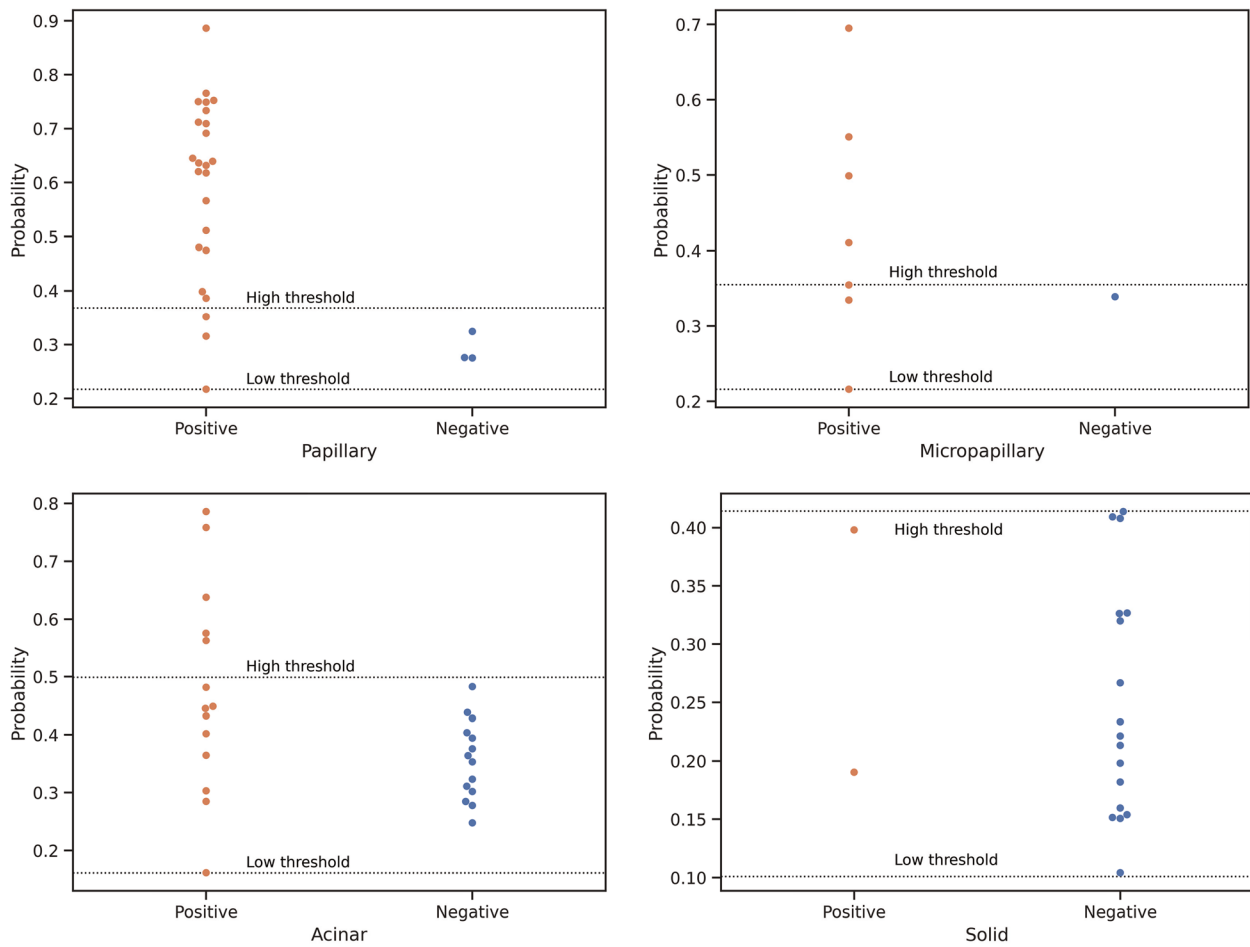 0.9
0.8
0.7
0.6
0.5
0.4
0.3
0.2
Probability
High threshold
Low threshold
Positive Negative
Papillary
0.7
0.6
0.5
0.4
0.3
0.2
Probability
High threshold
Low threshold
Positive Negative
Micropapillary
0.8
0.7
0.6
0.5
0.4
0.3
0.2
Probability
High threshold
Low threshold
Positive Negative
Acinar
0.40
0.35
0.30
0.25
0.20
0.15
0.10
Probability
High threshold
Low threshold
Positive Negative
Solid